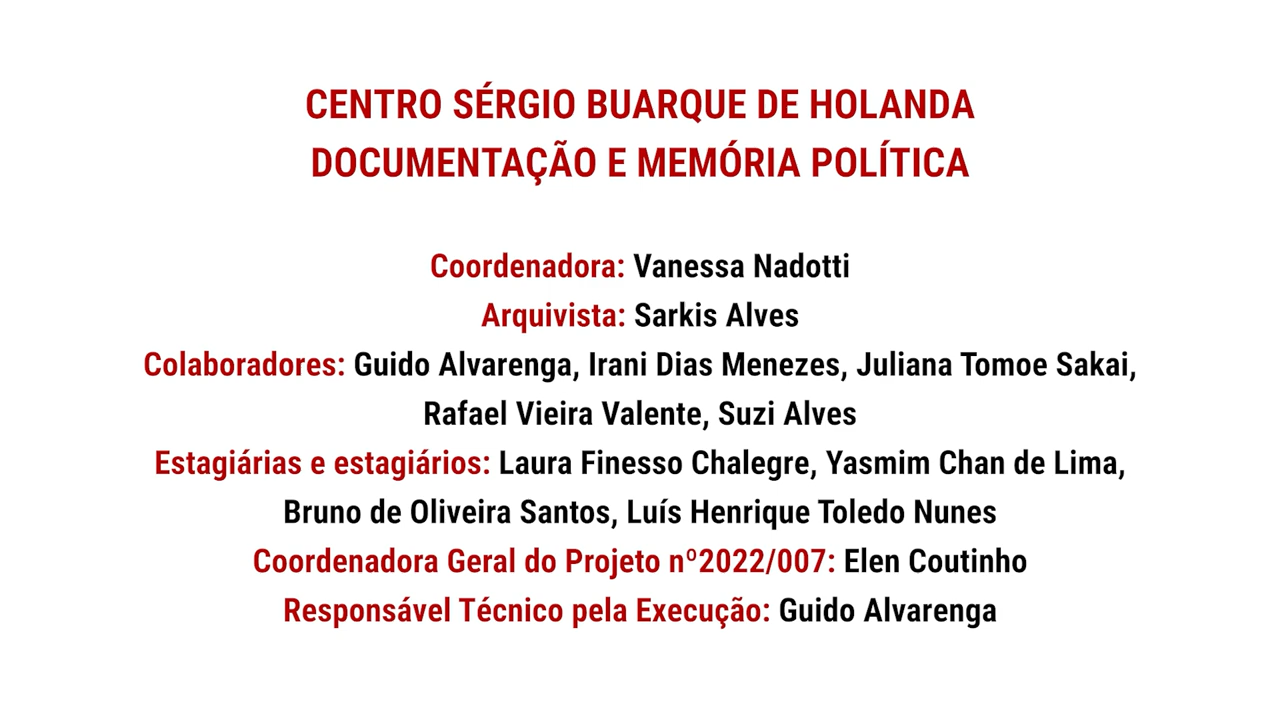 CENTRO SÉRGIO BUARQUE DE HOLANDA
DOCUMENTAÇÃO E MEMÓRIA POLÍTICA
Coordenadora: Vanessa Nadotti
Arquivista: Sarkis Alves
Colaboradores: Guido Alvarenga, Irani Dias Menezes, Juliana Tomoe Sakai,
Rafael Vieira Valente, Suzi Alves
Estagiárias e estagiários: Laura Finesso Chalegre, Yasmim Chan de Lima,
Bruno de Oliveira Santos, Luís Henrique Toledo Nunes
Coordenadora Geral do Projeto nº2022/007: Elen Coutinho
Responsável Técnico pela Execução: Guido Alvarenga